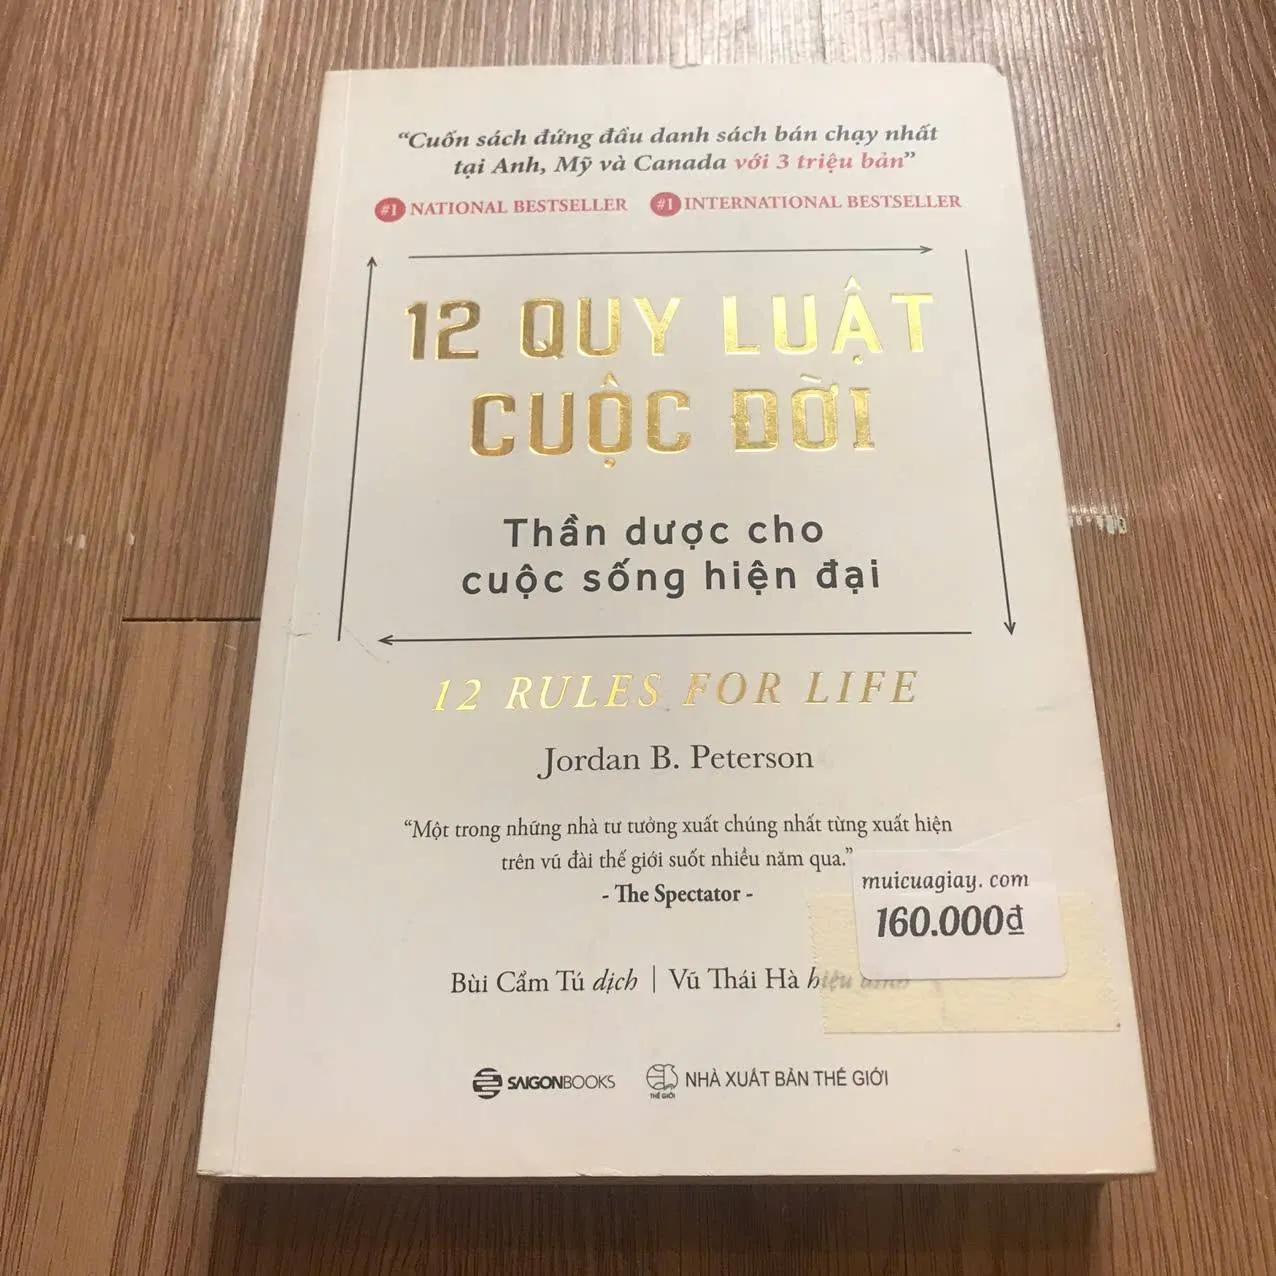 “Cuốn sách đứng đầu danh sách bán chạy nhất
tại Anh, Mỹ và Canada với 3 triệu bản”
#1 NATIONAL BESTSELLER #1 INTERNATIONAL BESTSELLER
12 QUY LUẬT
CUỘC ĐỜI
Thần dược cho
cuộc sống hiện đại
12 RULES FOR LIFE
Jordan B. Peterson
“Một trong những nhà tư tưởng xuất chúng nhất từng xuất hiện
trên vũ đài thế giới suốt nhiều năm qua.”
- The Spectator -
muicuagiay. com
160.000đ
Bùi Cẩm Tú dịch | Vũ Thái Hà hiệu đính
SAIGONBOOKS
THẾ GIỚI
NHÀ XUẤT BẢN THẾ GIỚI